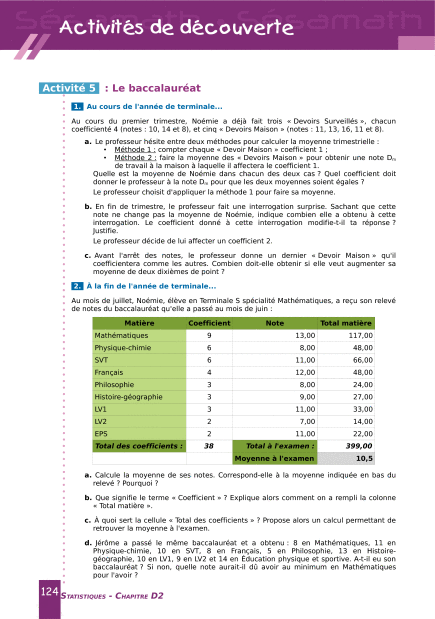 Sésamath Sésamath
Activités de découverte
Activité 5 : Le baccalauréat
1. Au cours de l'année de terminale...
Au cours du premier trimestre, Noémie a déjà fait trois « Devoirs Surveillés », chacun
coefficienté 4 (notes : 10, 14 et 8), et cinq « Devoirs Maison » (notes : 11, 13, 16, 11 et 8).
a. Le professeur hésite entre deux méthodes pour calculer la moyenne trimestrielle :
• Méthode 1 : compter chaque « Devoir Maison » coefficient 1 ;
• Méthode 2 : faire la moyenne des « Devoirs Maison » pour obtenir une note Dm
de travail à la maison à laquelle il affectera le coefficient 1.
Quelle est la moyenne de Noémie dans chacun des deux cas ? Quel coefficient doit
donner le professeur à la note Dm pour que les deux moyennes soient égales ?
Le professeur choisit d'appliquer la méthode 1 pour faire sa moyenne.
b. En fin de trimestre, le professeur fait une interrogation surprise. Sachant que cette
note ne change pas la moyenne de Noémie, indique combien elle a obtenu à cette
interrogation. Le coefficient donné à cette interrogation modifie-t-il ta réponse ?
Justifie.
Le professeur décide de lui affecter un coefficient 2.
c. Avant l'arrêt des notes, le professeur donne un dernier « Devoir Maison » qu'il
coefficientera comme les autres. Combien doit-elle obtenir si elle veut augmenter sa
moyenne de deux dixièmes de point ?
2. À la fin de l'année de terminale...
Au mois de juillet, Noémie, élève en Terminale S spécialité Mathématiques, a reçu son relevé
de notes du baccalauréat qu'elle a passé au mois de juin :
Matière Coefficient Note Total matière
Mathématiques 9 13,00 117,00
Physique-chimie 6 8,00 48,00
SVT 6 11,00 66,00
Français 4 12,00 48,00
Philosophie 3 8,00 24,00
Histoire-géographie 3 9,00 27,00
LV1 3 11,00 33,00
LV2 2 7,00 14,00
EPS 2 11,00 22,00
Total des coefficients : 38 Total à l'examen : 399,00
Moyenne à l'examen 10,5
a. Calcule la moyenne de ses notes. Correspond-elle à la moyenne indiquée en bas du
relevé ? Pourquoi ?
b. Que signifie le terme « Coefficient » ? Explique alors comment on a rempli la colonne
« Total matière ».
c. À quoi sert la cellule « Total des coefficients » ? Propose alors un calcul permettant de
retrouver la moyenne à l'examen.
d. Jérôme a passé le même baccalauréat et a obtenu : 8 en Mathématiques, 11 en
Physique-chimie, 10 en SVT, 8 en Français, 5 en Philosophie, 13 en Histoire-
géographie, 10 en LV1, 9 en LV2 et 14 en Éducation physique et sportive. A-t-il eu son
baccalauréat ? Si non, quelle note aurait-il dû avoir au minimum en Mathématiques
pour l'avoir ?
124 STATISTIQUES - CHAPITRE D2